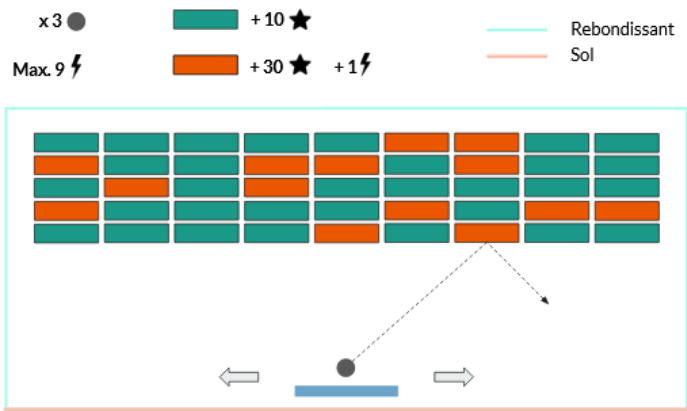 x 3
+ 10
Max. 9
+ 30
+ 1
Rebondissant
Sol